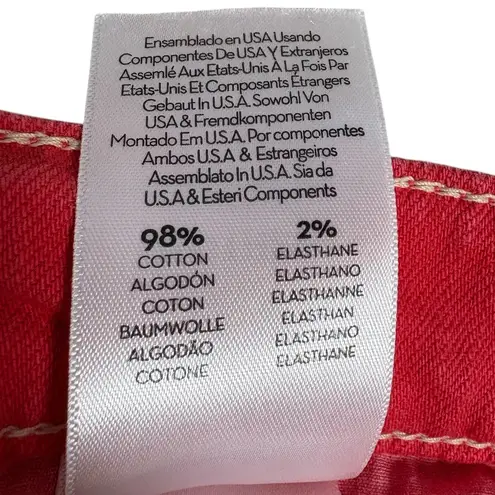 Ensamblado en USA Usando
Componentes De USA Y Extranjeros
Assemlé Aux Etats-Unis A La Fois Par
Etats-Unis Et Composants Étrangers
Gebaut In U.S.A. Sowohl Von
USA & Fremdkomponenten
Montado Em U.S.A. Por componentes
Ambos U.S.A & Estrangeiros
Assemblato In U.S.A. Sia da
U.S.A & Esteri Components
98%
COTTON
ALGODÓN
COTON
BAUMWOLLE
ALGODÃO
COTONE
2%
ELASTHANE
ELASTHANO
ELASTHANNE
ELASTHAN
ELASTHANO
ELASTHANE